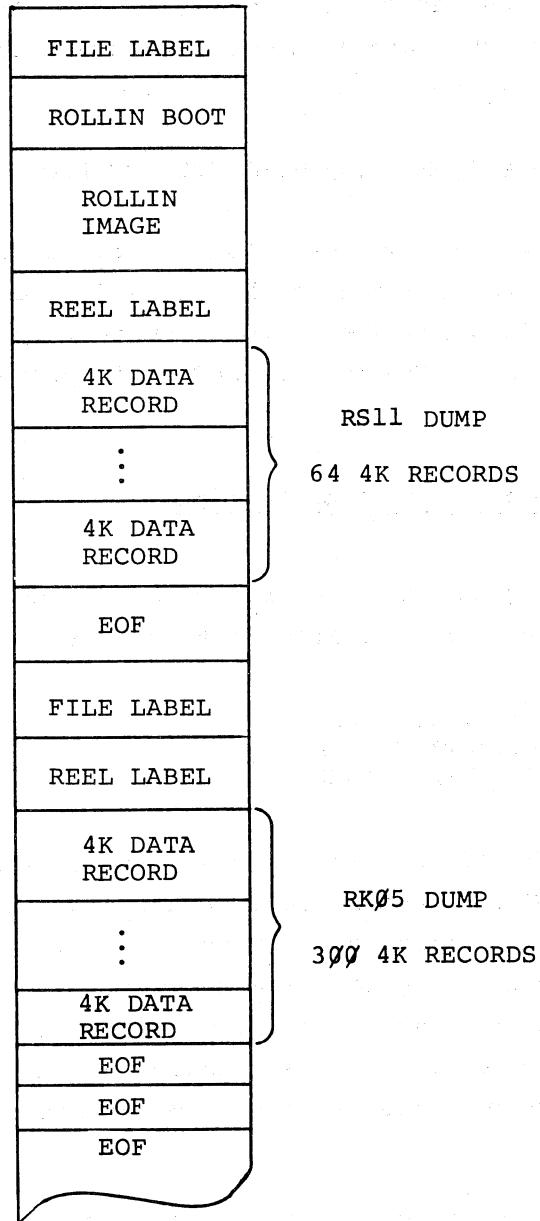 FILE LABEL
ROLLIN BOOT
ROLLIN
IMAGE
REEL LABEL
4K DATA
RECORD
RS11 DUMP
64 4K RECORDS
4K DATA
RECORD
EOF
FILE LABEL
REEL LABEL
4K DATA
RECORD
RKØ5 DUMP
3ØØ 4K RECORDS
4K DATA
RECORD
EOF
EOF
EOF